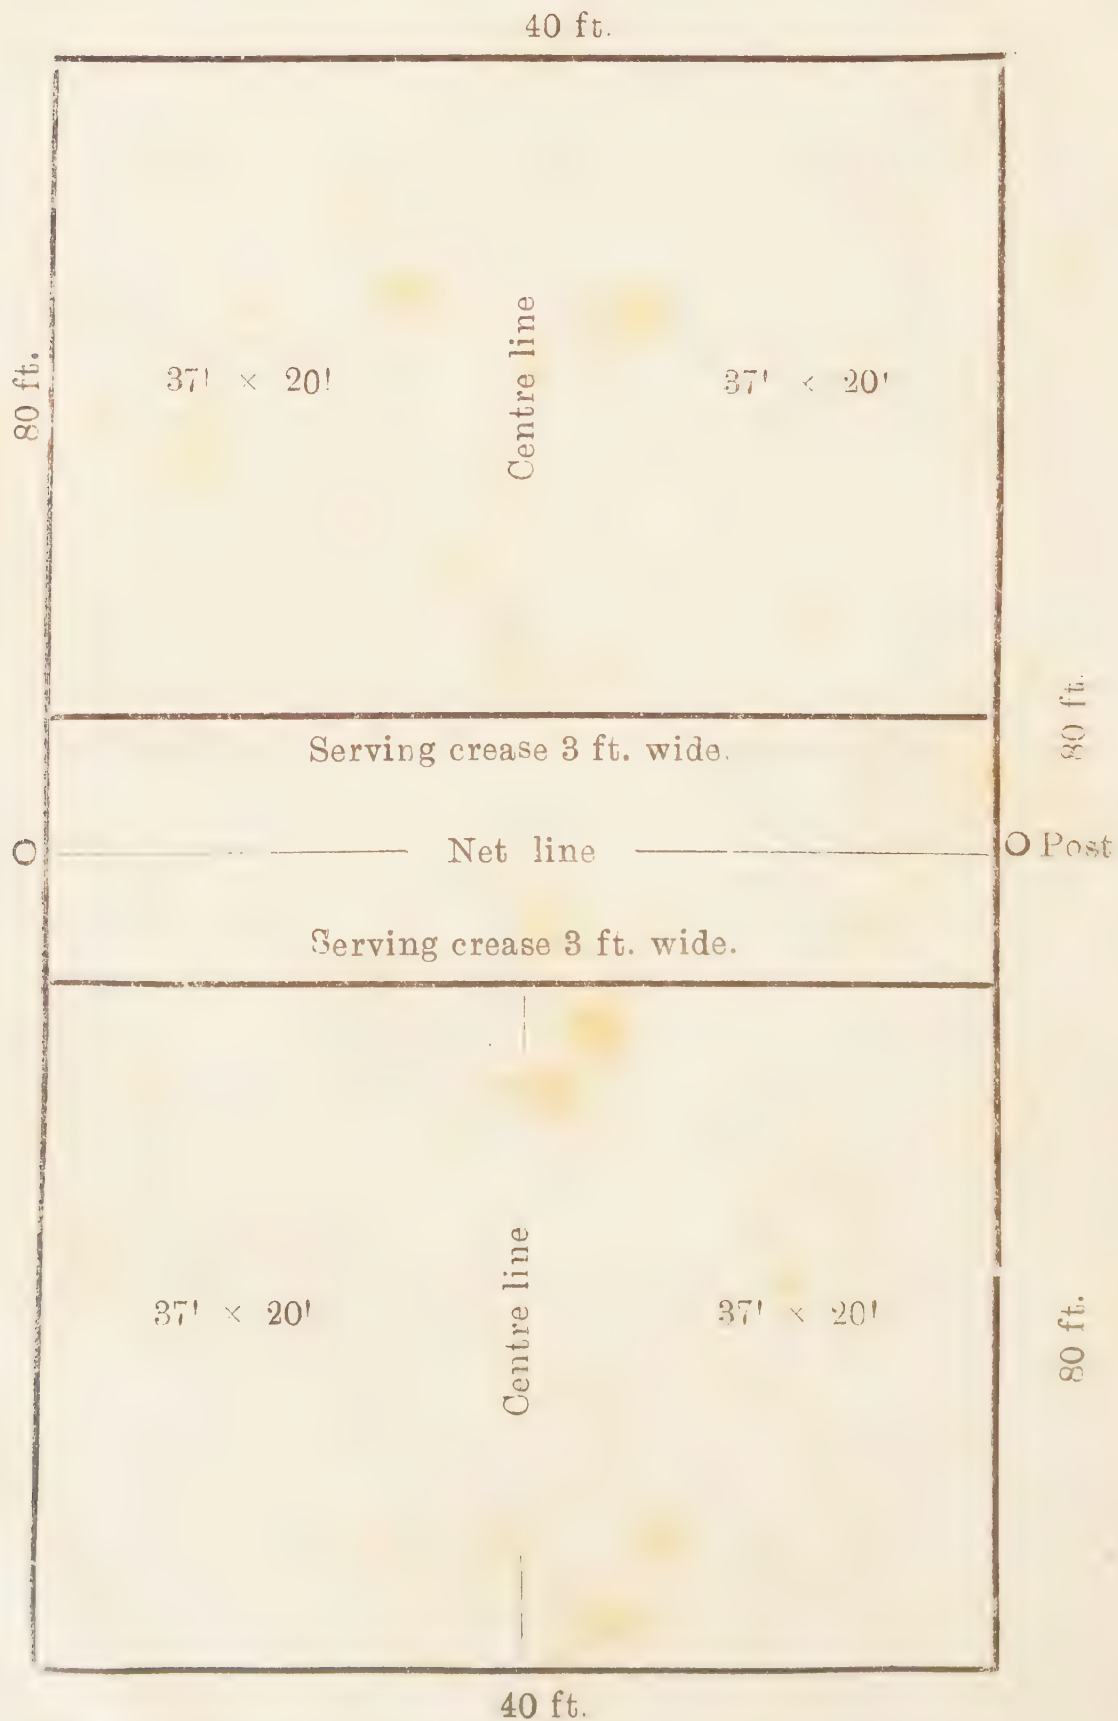 40 ft.
80 ft.
37' × 20'
Centre line
37' × 20'
80 ft.
Serving crease 3 ft. wide.
Net line
Post
Serving crease 3 ft. wide.
37' × 20'
Centre line
37' × 20'
80 ft.
40 ft.